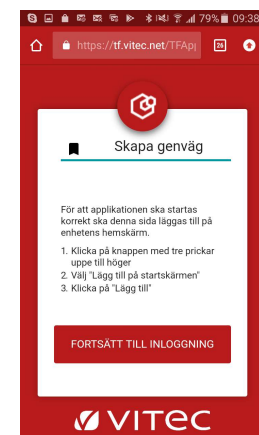 79% 09:38
https://tf.vitec.net/TFApp
26
Skapa genväg
För att applikationen ska startas
korrekt ska denna sida läggas till på
enhetens hemskärm.
1. Klicka på knappen med tre prickar
uppe till höger
2. Välj "Lägg till på startskärmen"
3. Klicka på "Lägg till"
FORTSÄTT TILL INLOGGNING
VITEC